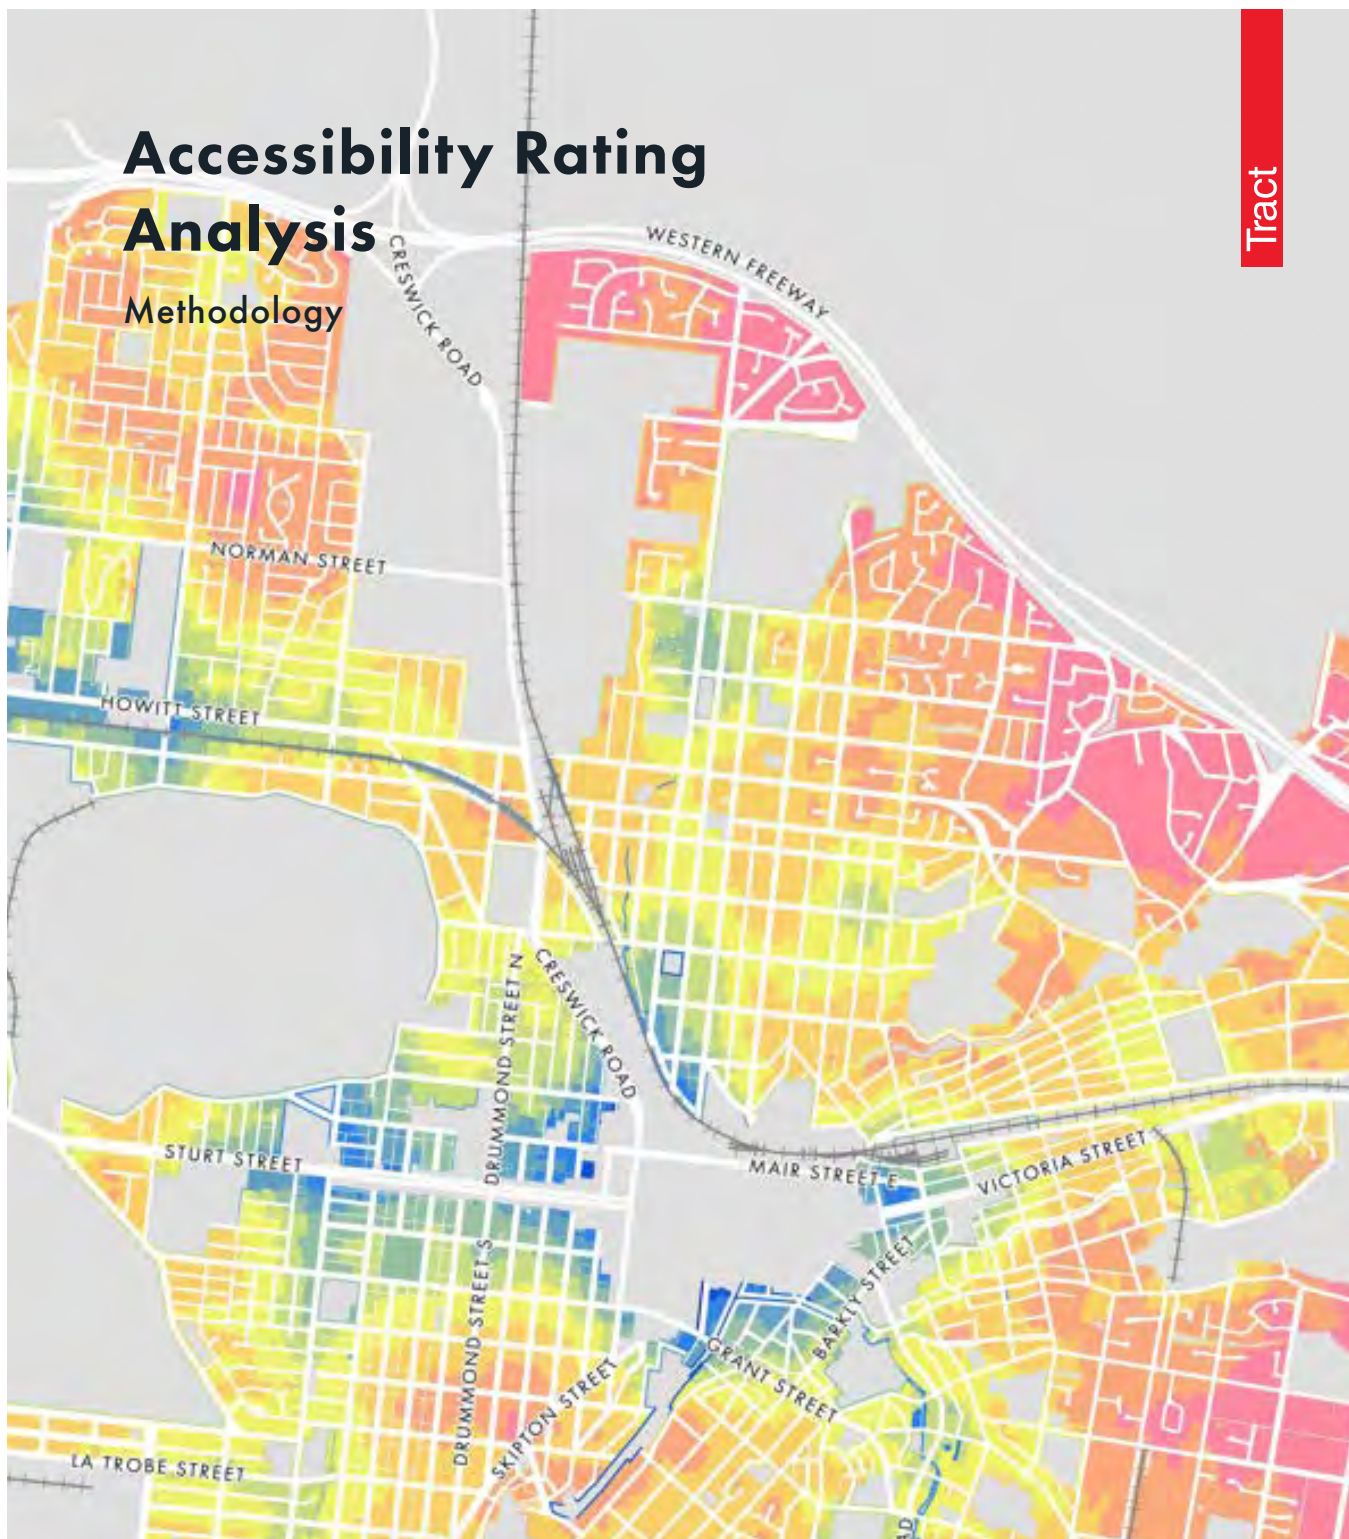 Accessibility Rating
Analysis
Methodology
Tract
WESTERN FREEWAY
CRESWICK ROAD
NORMAN STREET
HOWITT STREET
DRUMMOND STREET N
CRESWICK ROAD
STURT STREET
MAIR STREET E
VICTORIA STREET
BARKLY STREET
DRUMMOND STREET S
GRANT STREET
SKIPTON STREET
LA TROBE STREET